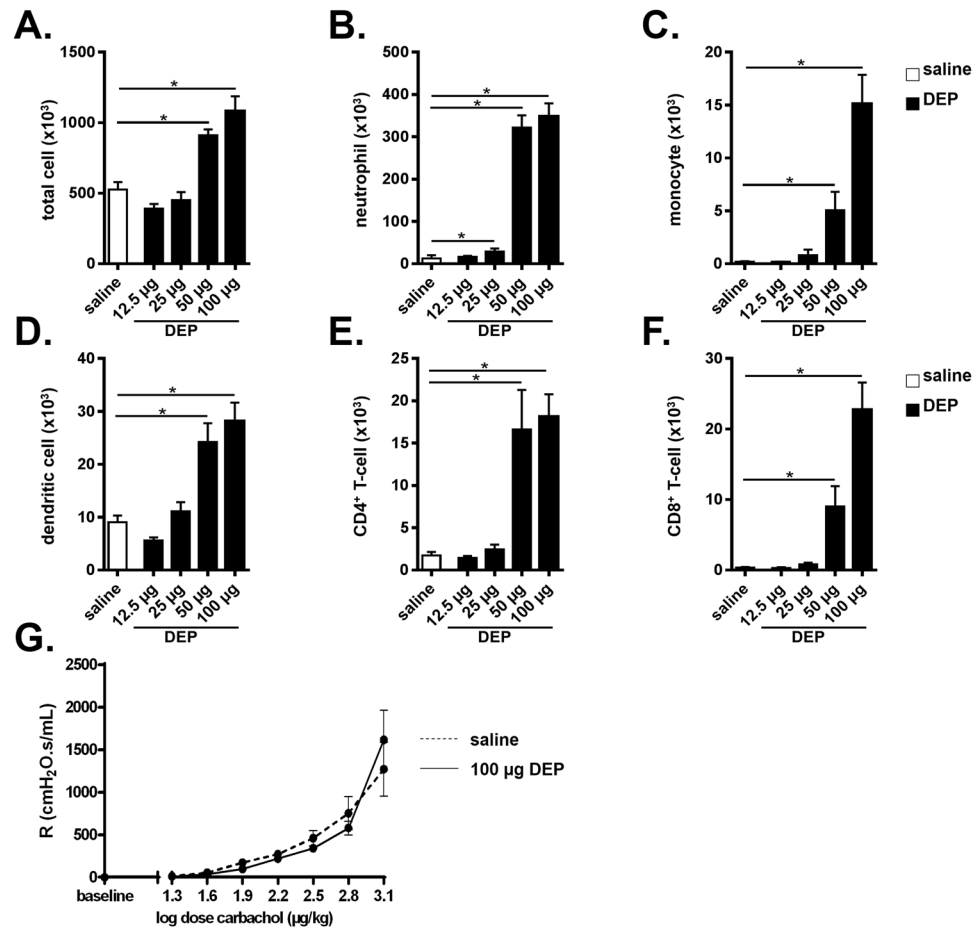 A.
total cell (x10³)
1500
1000
500
0
*
*
saline
12.5 µg
25 µg
50 µg
100 µg
DEP
B.
neutrophil (x10³)
500
400
300
200
100
0
*
*
*
saline
12.5 µg
25 µg
50 µg
100 µg
DEP
C.
monocyte (x10³)
20
15
10
5
0
*
*
saline
12.5 µg
25 µg
50 µg
100 µg
DEP
saline
DEP
D.
dendritic cell (x10³)
40
30
20
10
0
*
*
saline
12.5 µg
25 µg
50 µg
100 µg
DEP
E.
CD4⁺ T-cell (x10³)
25
20
15
10
5
0
*
*
saline
12.5 µg
25 µg
50 µg
100 µg
DEP
F.
CD8⁺ T-cell (x10³)
30
20
10
0
*
*
saline
12.5 µg
25 µg
50 µg
100 µg
DEP
saline
DEP
G.
R (cmH₂O.s/mL)
2500
2000
1500
1000
500
0
baseline
1.3
1.6
1.9
2.2
2.5
2.8
3.1
log dose carbachol (µg/kg)
saline
100 µg DEP